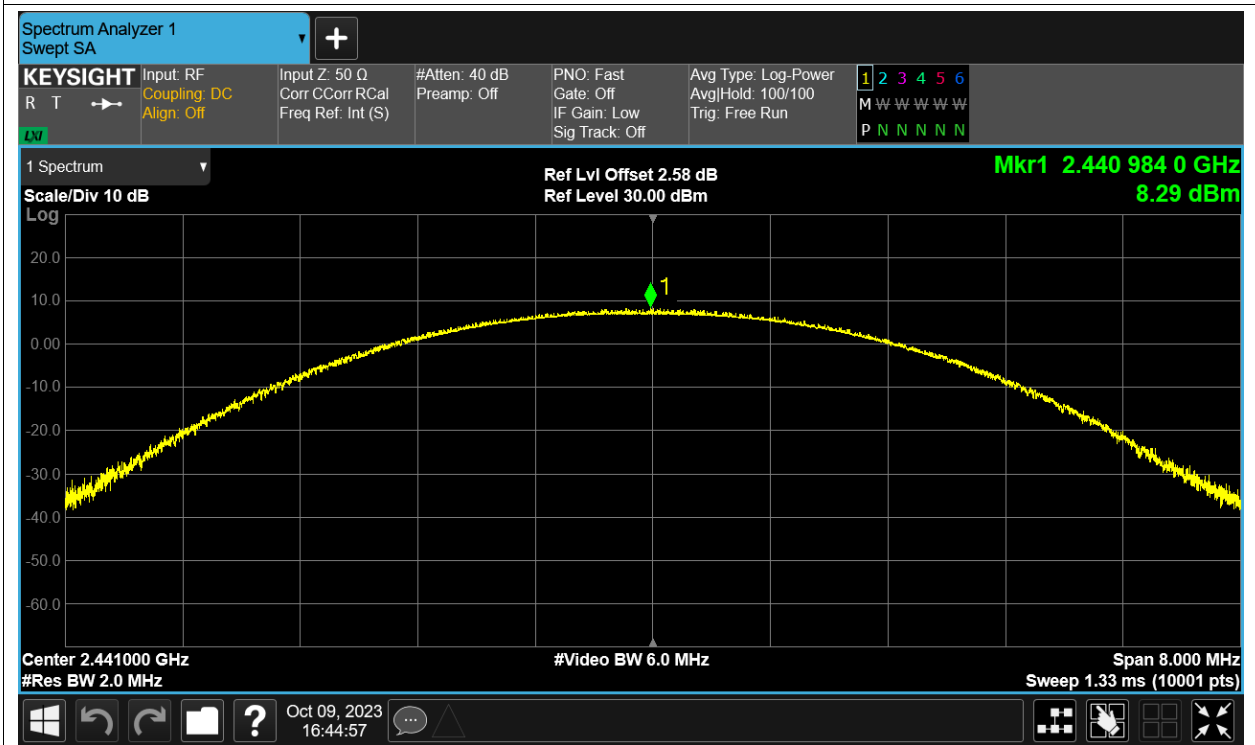 Spectrum Analyzer 1
Swept SA
KEYSIGHT
R T
LXI
Input: RF
Coupling: DC
Align: Off
Input Z: 50 Ω
Corr CCorr RCal
Freq Ref: Int (S)
#Atten: 40 dB
Preamp: Off
PNO: Fast
Gate: Off
IF Gain: Low
Sig Track: Off
Avg Type: Log-Power
Avg|Hold: 100/100
Trig: Free Run
1 2 3 4 5 6
M W W W W W
P N N N N N
1 Spectrum
Scale/Div 10 dB
Log
Ref Lvl Offset 2.58 dB
Ref Level 30.00 dBm
Mkr1 2.440 984 0 GHz
8.29 dBm
20.0
10.0
0.00
-10.0
-20.0
-30.0
-40.0
-50.0
-60.0
1
Center 2.441000 GHz
#Res BW 2.0 MHz
#Video BW 6.0 MHz
Span 8.000 MHz
Sweep 1.33 ms (10001 pts)
?
Oct 09, 2023
16:44:57